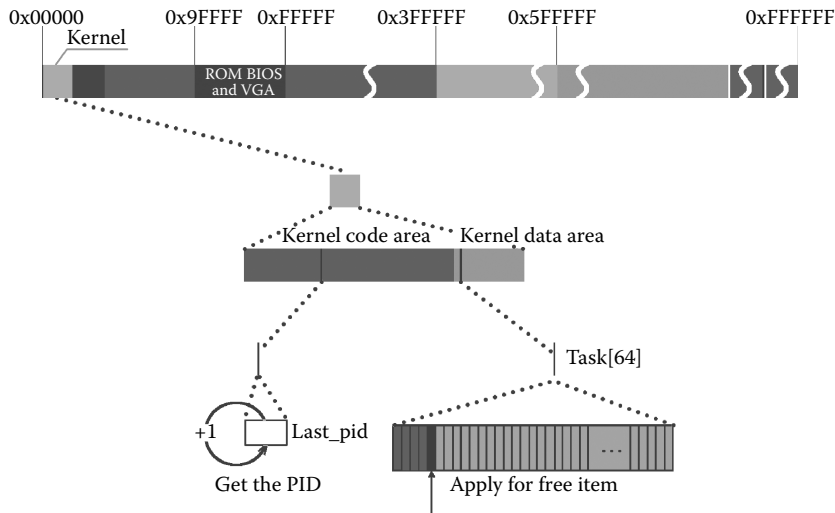 0x00000 0x9FFFF 0xFFFFF 0x3FFFFF 0x5FFFFF 0xFFFFFF
Kernel
ROM BIOS
and VGA
Kernel code area Kernel data area
Task[64]
+1 Last_pid
...
Get the PID Apply for free item